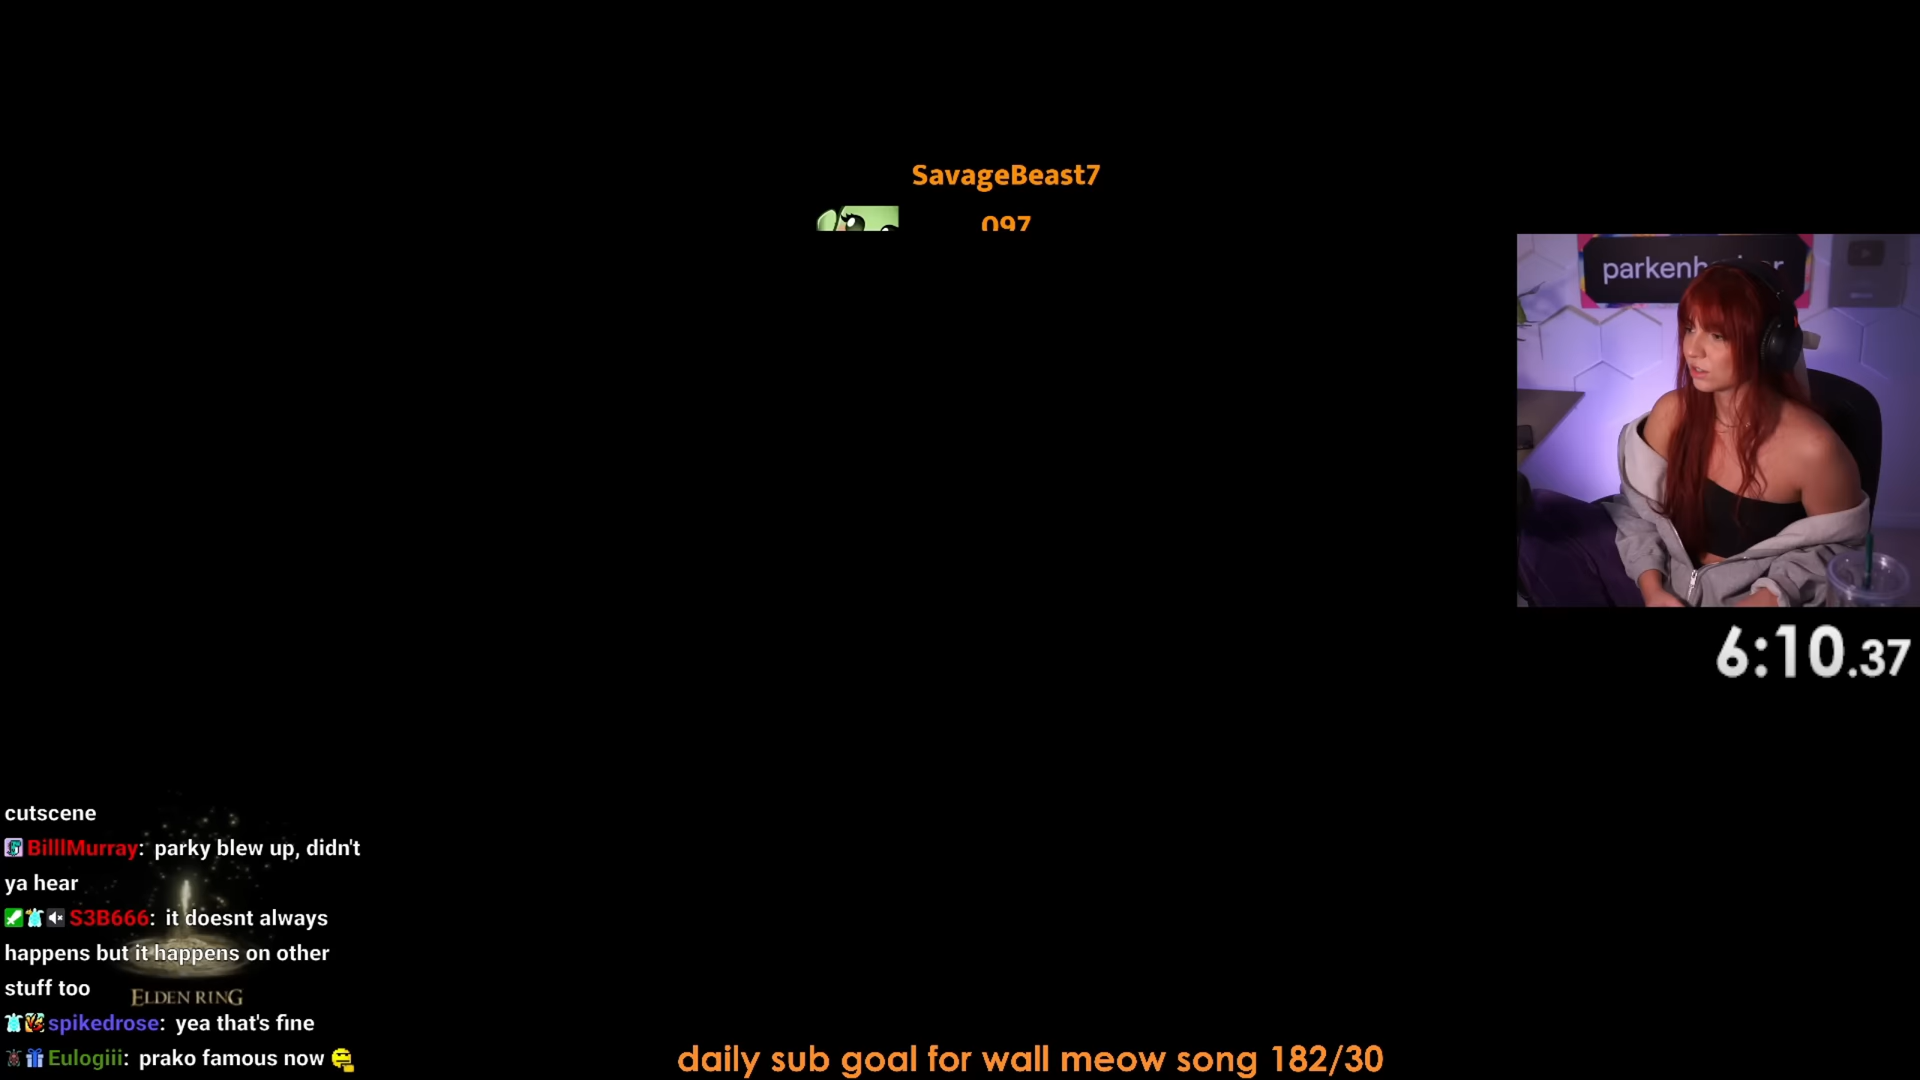 SavageBeast7
097
parkenh
6:10.37
cutscene
BilllMurray: parky blew up, didn't
ya hear
S3B666: it doesnt always
happens but it happens on other
stuff too
ELDEN RING
spikedrose: yea that's fine
Eulogiii: prako famous now
daily sub goal for wall meow song 182/30